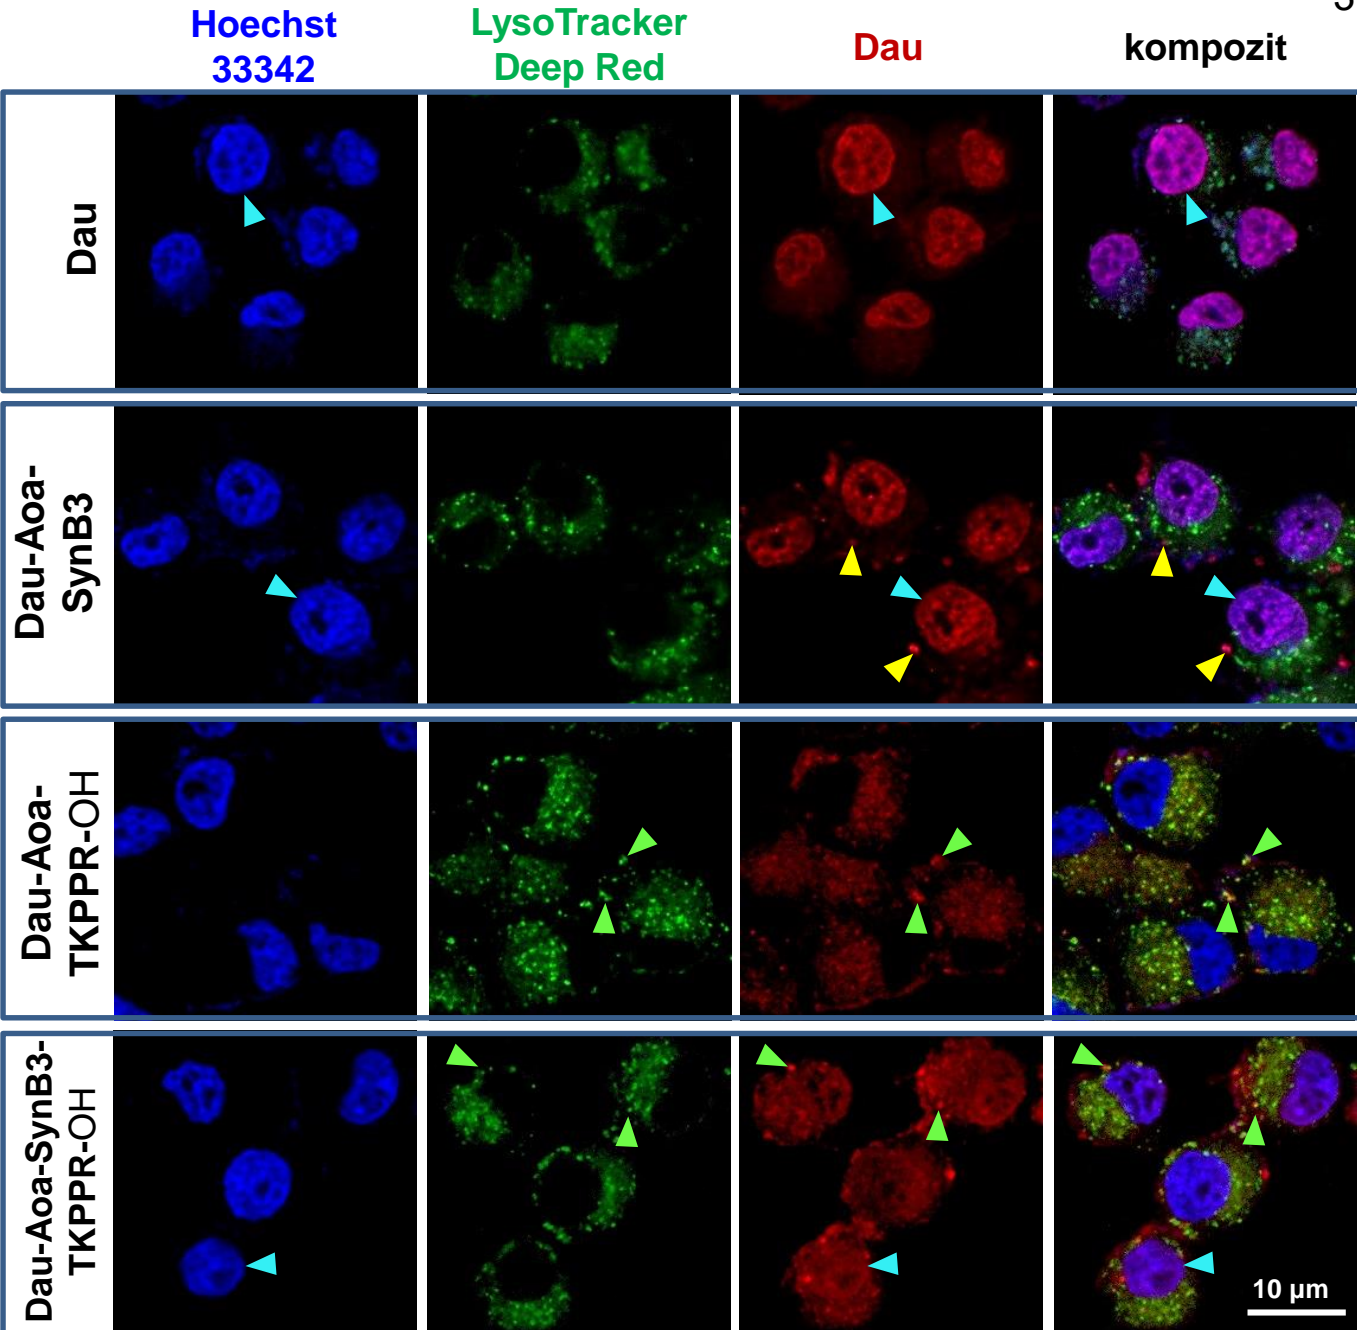 Hoechst
33342
LysoTracker
Deep Red
Dau
kompozit
Dau
Dau-Aoa-
SynB3
Dau-Aoa-
TKPPR-OH
Dau-Aoa-SynB3-
TKPPR-OH
10 µm